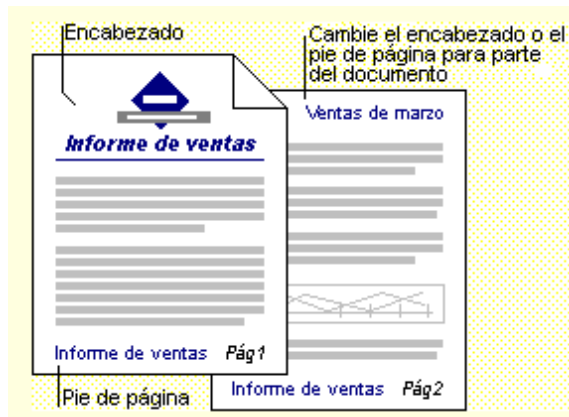 Encabezado
Cambie el encabezado o el
pie de página para parte
del documento
Informe de ventas
Ventas de marzo
Informe de ventas Pág1
Pie de página
Informe de ventas Pág2